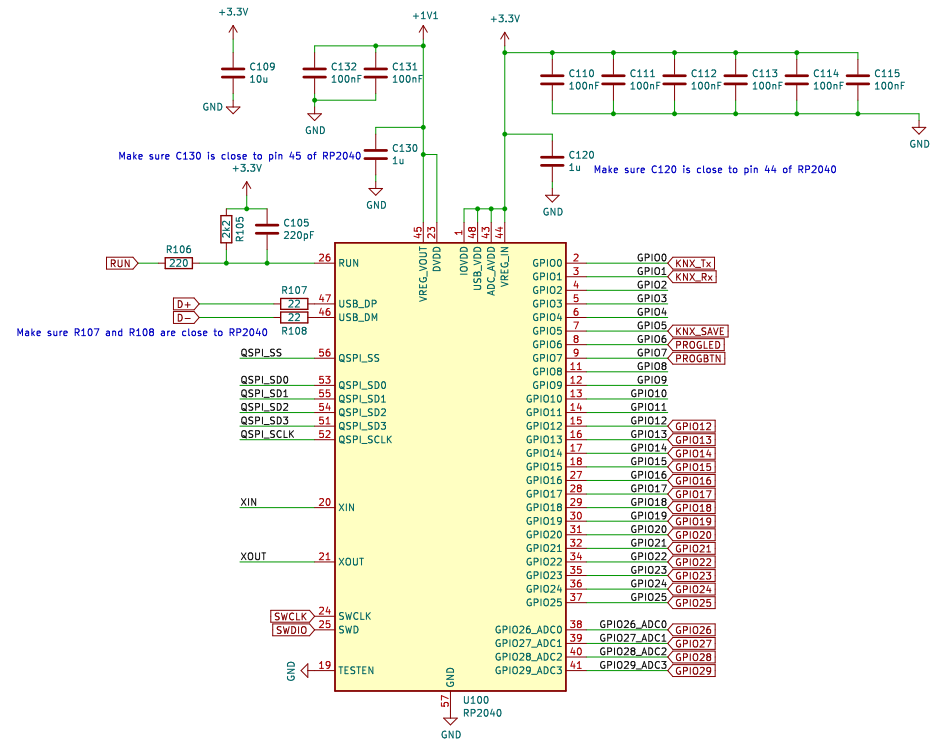 +3.3V
+1V1
+3.3V
C109
10u
GND
C132
100nF
C131
100nF
GND
C110
100nF
C111
100nF
C112
100nF
C113
100nF
C114
100nF
C115
100nF
GND
Make sure C130 is close to pin 45 of RP2040
C130
1u
GND
C120
1u
GND
Make sure C120 is close to pin 44 of RP2040
+3.3V
2k2
R105
C105
220pF
RUN
R106
220
45
23
1
48
43
44
VREG_VOUT
DVDD
IOVDD
USB_VDD
ADC_AVDD
VREG_IN
26 RUN
D+
R107
22
47 USB_DP
D-
22
R108
46 USB_DM
Make sure R107 and R108 are close to RP2040
QSPI_SS 56 QSPI_SS
QSPI_SD0 53 QSPI_SD0
QSPI_SD1 55 QSPI_SD1
QSPI_SD2 54 QSPI_SD2
QSPI_SD3 51 QSPI_SD3
QSPI_SCLK 52 QSPI_SCLK
XIN 20 XIN
XOUT 21 XOUT
SWCLK 24 SWCLK
SWDIO 25 SWD
GND 19 TESTEN
GPIO0 2 GPIO0 KNX_Tx
GPIO1 3 GPIO1 KNX_Rx
GPIO2 4 GPIO2
GPIO3 5 GPIO3
GPIO4 6 GPIO4
GPIO5 7 GPIO5 KNX_SAVE
GPIO6 8 GPIO6 PROGLED
GPIO7 9 GPIO7 PROGBTN
GPIO8 11 GPIO8
GPIO9 12 GPIO9
GPIO10 13 GPIO10
GPIO11 14 GPIO11
GPIO12 15 GPIO12 GPIO12
GPIO13 16 GPIO13 GPIO13
GPIO14 17 GPIO14 GPIO14
GPIO15 18 GPIO15 GPIO15
GPIO16 27 GPIO16 GPIO16
GPIO17 28 GPIO17 GPIO17
GPIO18 29 GPIO18 GPIO18
GPIO19 30 GPIO19 GPIO19
GPIO20 31 GPIO20 GPIO20
GPIO21 32 GPIO21 GPIO21
GPIO22 34 GPIO22 GPIO22
GPIO23 35 GPIO23 GPIO23
GPIO24 36 GPIO24 GPIO24
GPIO25 37 GPIO25 GPIO25
GPIO26_ADC0 38 GPIO26_ADC0 GPIO26
GPIO27_ADC1 39 GPIO27_ADC1 GPIO27
GPIO28_ADC2 40 GPIO28_ADC2 GPIO28
GPIO29_ADC3 41 GPIO29_ADC3 GPIO29
GND
57
U100
RP2040
GND